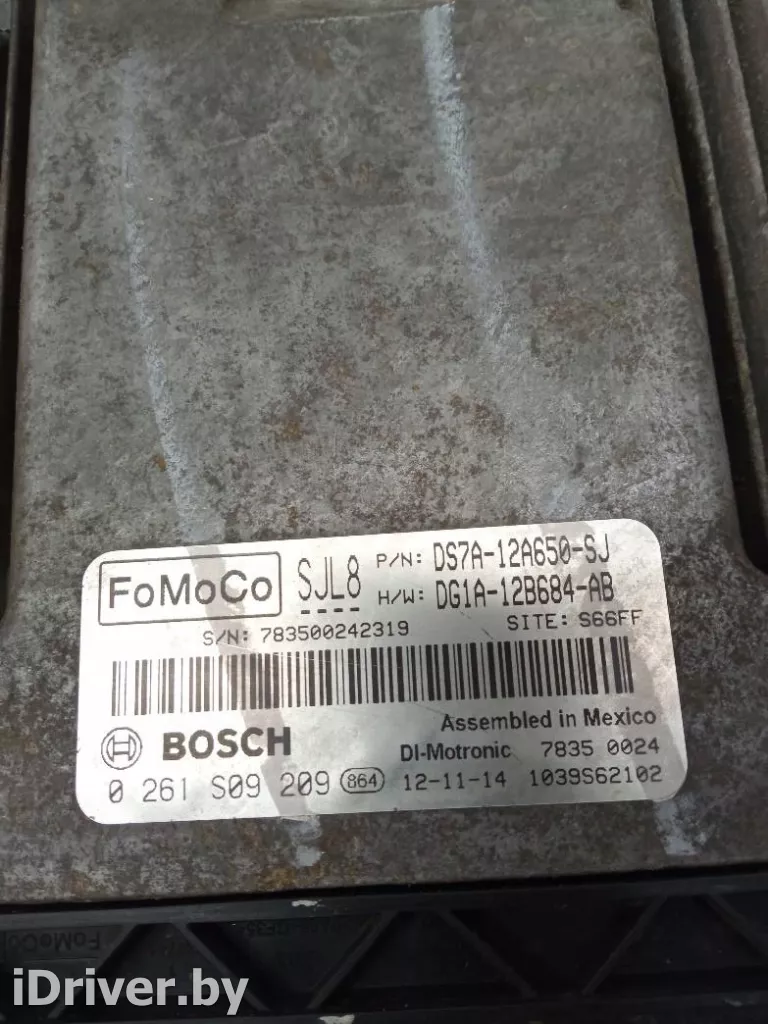 FoMoCo SJL8 P/N: DS7A-12A650-SJ
H/W: DG1A-12B684-AB
S/N: 783500242319 SITE: S66FF
Assembled in Mexico
BOSCH DI-Motronic 7835 0024
0 261 S09 209 864 12-11-14 1039S62102
FoMoCo
iDriver.by